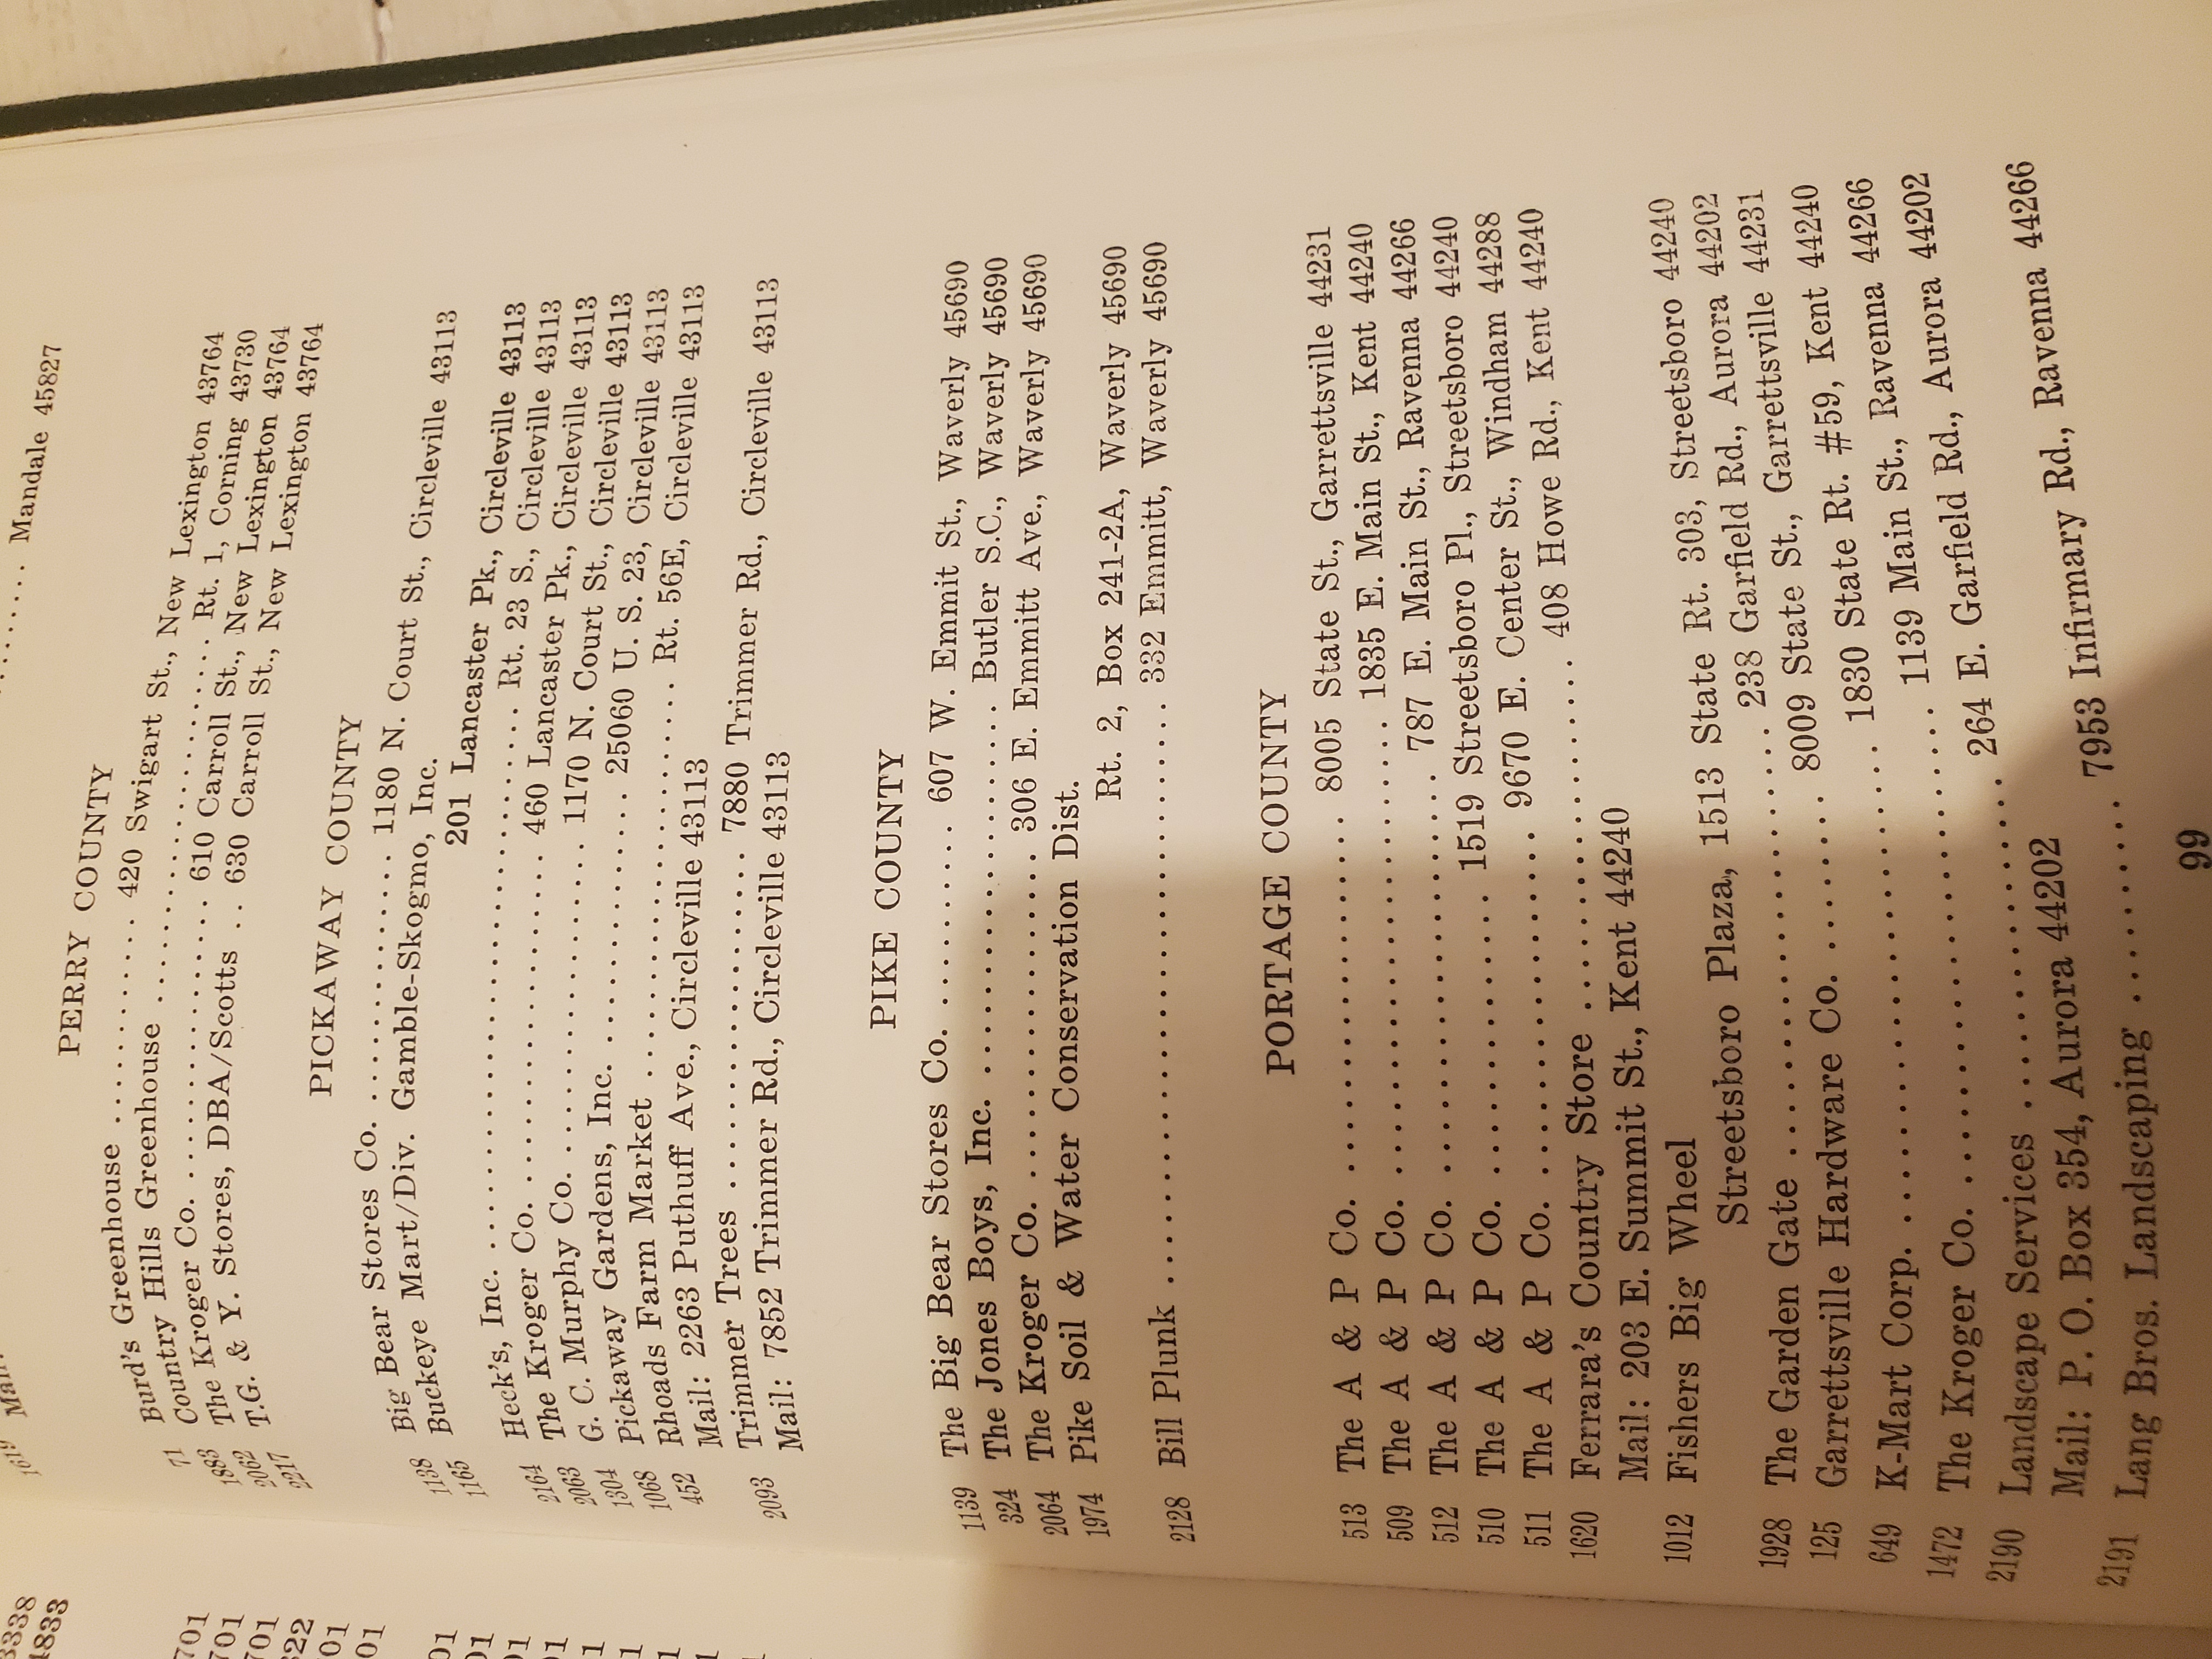 Mandale 45827
PERRY COUNTY
71 Burd's Greenhouse .................. 420 Swigart St., New Lexington 43764
1883 Country Hills Greenhouse ........................ Rt. 1, Corning 43730
2062 The Kroger Co. .................... 610 Carroll St., New Lexington 43764
2217 T.G. & Y. Stores, DBA/Scotts .. 630 Carroll St., New Lexington 43764
PICKAWAY COUNTY
1138 Big Bear Stores Co. .................. 1180 N. Court St., Circleville 43113
1165 Buckeye Mart/Div. Gamble-Skogmo, Inc.
201 Lancaster Pk., Circleville 43113
2164 Heck's, Inc. ................................ Rt. 23 S., Circleville 43113
2063 The Kroger Co. ...................... 460 Lancaster Pk., Circleville 43113
1304 G. C. Murphy Co. .................. 1170 N. Court St., Circleville 43113
1068 Pickaway Gardens, Inc. ............... 25060 U. S. 23, Circleville 43113
452 Rhoads Farm Market ...................... Rt. 56E, Circleville 43113
Mail: 2263 Puthuff Ave., Circleville 43113
2093 Trimmer Trees ................... 7880 Trimmer Rd., Circleville 43113
Mail: 7852 Trimmer Rd., Circleville 43113
PIKE COUNTY
1139 The Big Bear Stores Co. .......... 607 W. Emmit St., Waverly 45690
324 The Jones Boys, Inc. ...................... Butler S.C., Waverly 45690
2064 The Kroger Co. .................. 306 E. Emmitt Ave., Waverly 45690
1974 Pike Soil & Water Conservation Dist.
Rt. 2, Box 241-2A, Waverly 45690
2128 Bill Plunk ................................ 332 Emmitt, Waverly 45690
PORTAGE COUNTY
513 The A & P Co. .................. 8005 State St., Garrettsville 44231
509 The A & P Co. ....................... 1835 E. Main St., Kent 44240
512 The A & P Co. .................... 787 E. Main St., Ravenna 44266
510 The A & P Co. ............... 1519 Streetsboro Pl., Streetsboro 44240
511 The A & P Co. .................. 9670 E. Center St., Windham 44288
1620 Ferrara's Country Store .................. 408 Howe Rd., Kent 44240
Mail: 203 E. Summit St., Kent 44240
1012 Fishers Big Wheel
Streetsboro Plaza, 1513 State Rt. 303, Streetsboro 44240
1928 The Garden Gate ..................... 238 Garfield Rd., Aurora 44202
125 Garrettsville Hardware Co. ........ 8009 State St., Garrettsville 44231
649 K-Mart Corp. ........................ 1830 State Rt. #59, Kent 44240
1472 The Kroger Co. ........................ 1139 Main St., Ravenna 44266
2190 Landscape Services ................. 264 E. Garfield Rd., Aurora 44202
Mail: P. O. Box 354, Aurora 44202
2191 Lang Bros. Landscaping .......... 7953 Infirmary Rd., Ravenna 44266
99